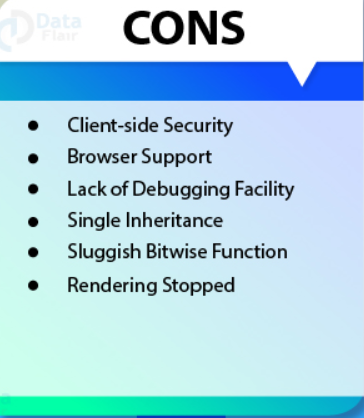 Data
Flair
CONS
Client-side Security
Browser Support
Lack of Debugging Facility
Single Inheritance
Sluggish Bitwise Function
Rendering Stopped